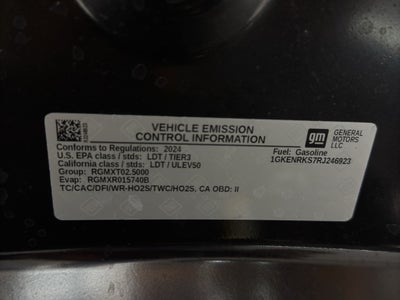 VEHICLE EMISSION
CONTROL INFORMATION
gm
GENERAL
MOTORS
LLC
Conforms to Regulations: 2024
U.S. EPA class / stds: LDT / TIER3
California class / stds: LDT / ULEV50
Group: RGMXT02.5000
Evap: RGMXR015740B
TC/CAC/DFI/WR-HO2S/TWC/HO2S, CA OBD: II
Fuel: Gasoline
1GKENRKS7RJ246923